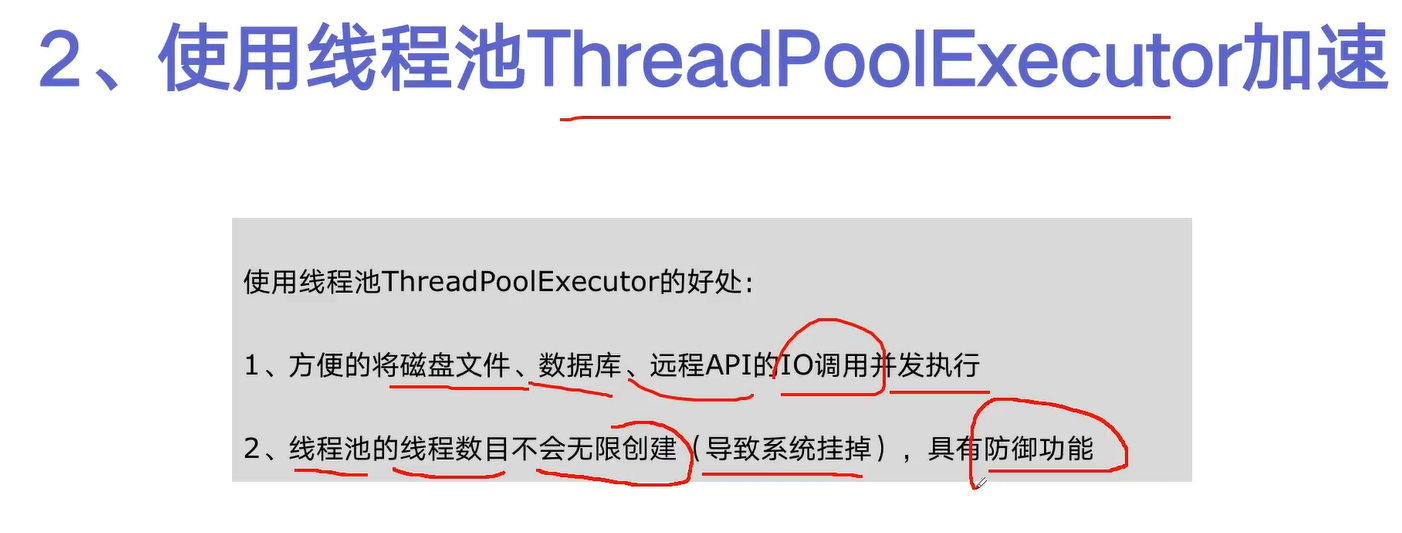 2、使用线程池ThreadPoolExecutor加速
使用线程池ThreadPoolExecutor的好处：
1、方便的将磁盘文件、数据库、远程API的IO调用并发执行
2、线程池的线程数目不会无限创建（导致系统挂掉），具有防御功能